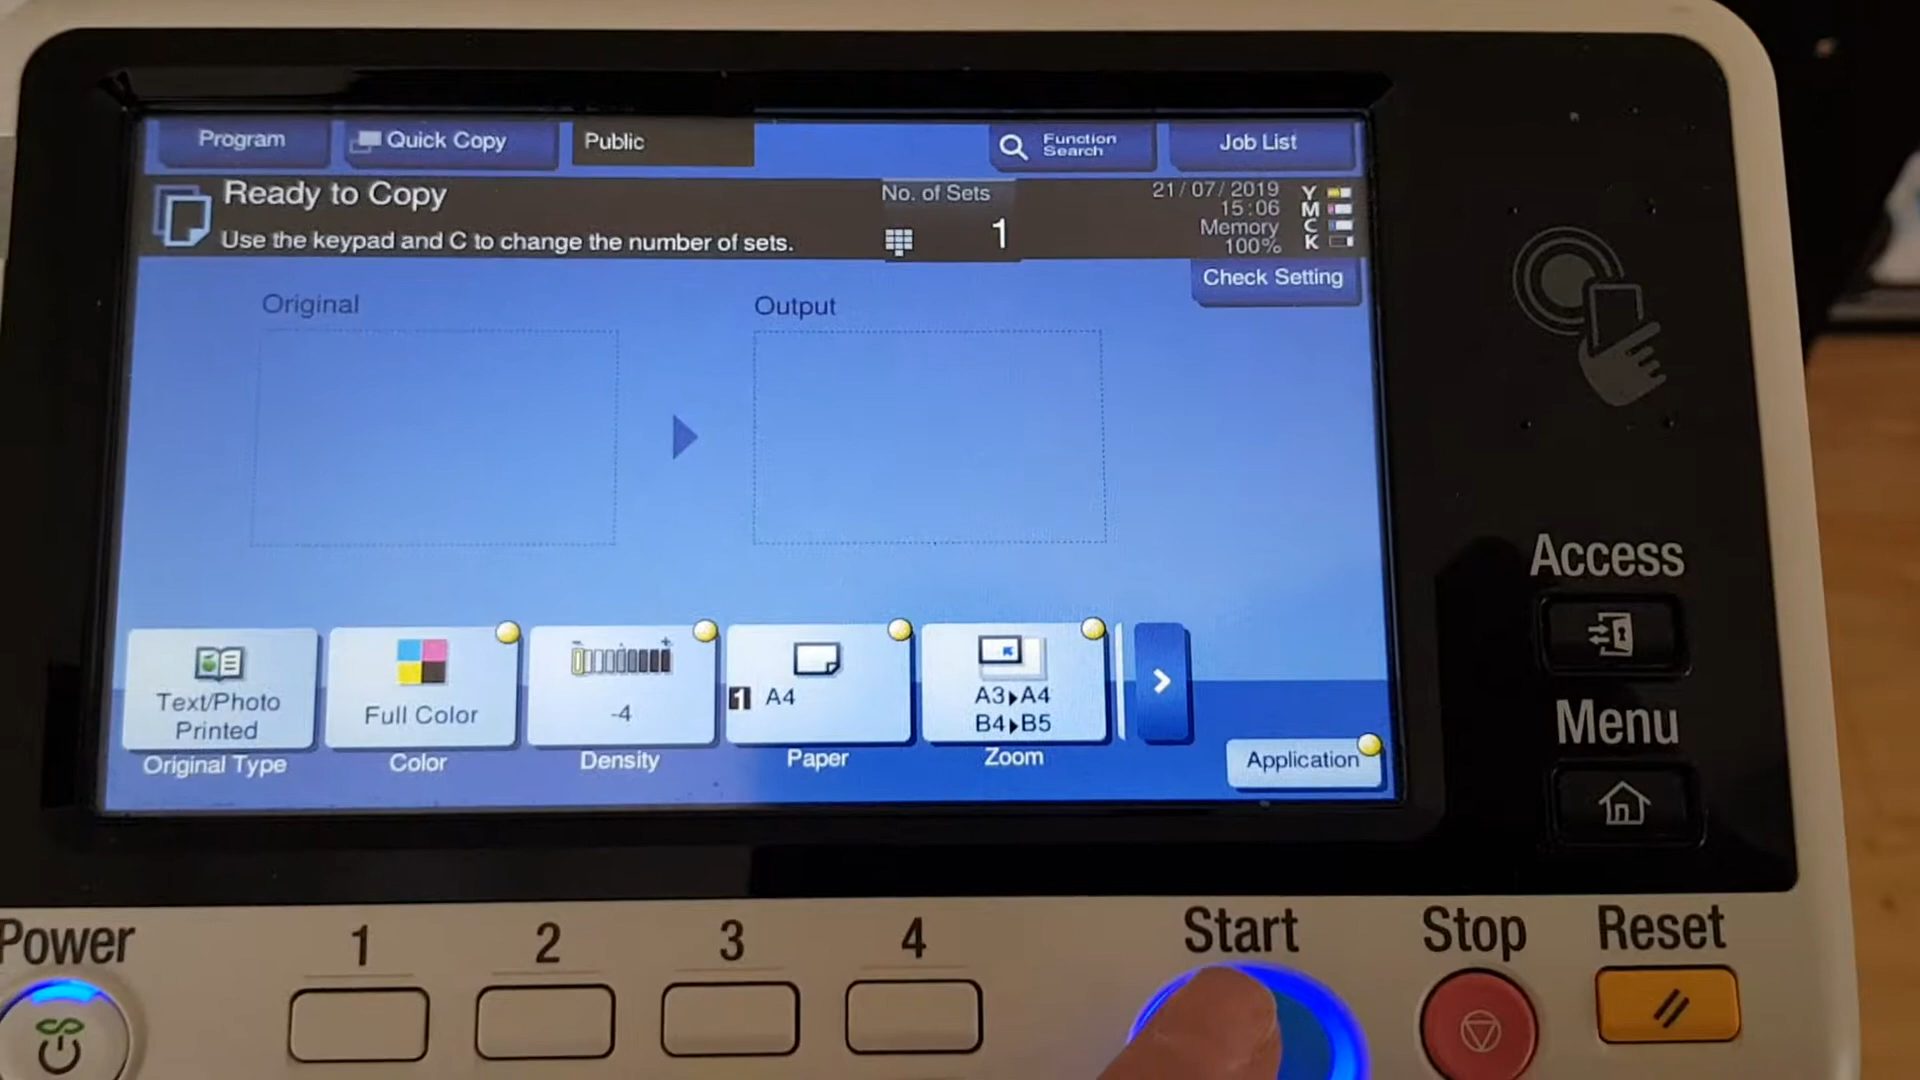 Program
Quick Copy
Public
Function
Search
Job List
Ready to Copy
Use the keypad and C to change the number of sets.
No. of Sets
1
21/07/2019
15:06
Memory
100%
Y
M
C
K
Check Setting
Original
Output
Text/Photo
Printed
Original Type
Full Color
Color
- +
-4
Density
1 A4
Paper
A3▸A4
B4▸B5
Zoom
Application
Access
Menu
Power
1
2
3
4
Start
Stop
Reset